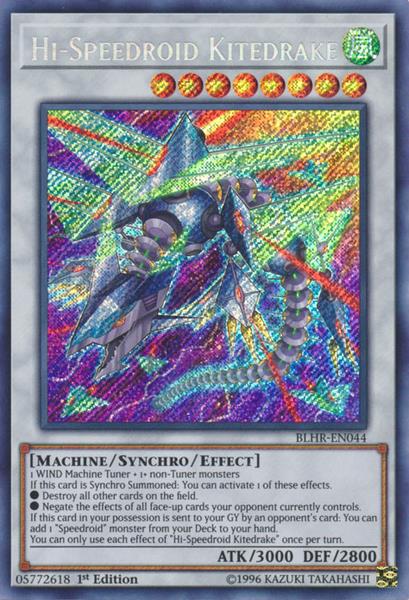 Hi-Speedroid Kitedrake
BLHR-EN044
[Machine/Synchro/Effect]
1 WIND Machine Tuner + 1+ non-Tuner monsters
If this card is Synchro Summoned: You can activate 1 of these effects.
● Destroy all other cards on the field.
● Negate the effects of all face-up cards your opponent currently controls.
If this card in your possession is sent to your GY by an opponent's card: You can
add 1 "Speedroid" monster from your Deck to your hand.
You can only use each effect of "Hi-Speedroid Kitedrake" once per turn.
ATK/3000 DEF/2800
05772618 1st Edition ©1996 KAZUKI TAKAHASHI